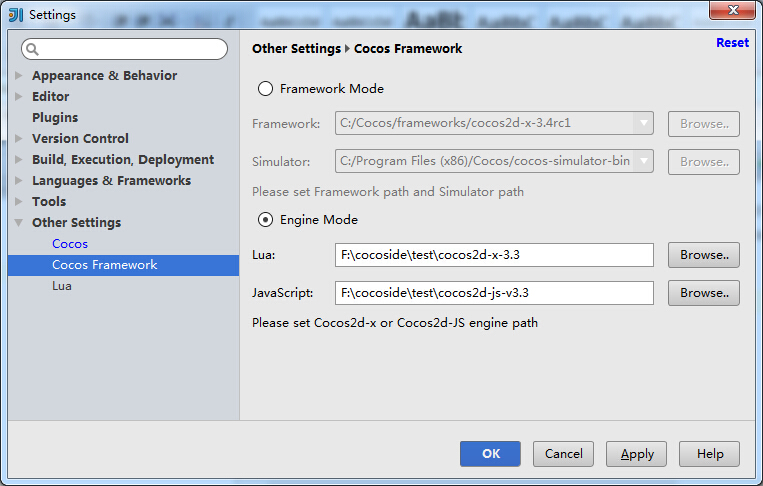 Settings
Reset
Appearance & Behavior
Editor
Plugins
Version Control
Build, Execution, Deployment
Languages & Frameworks
Tools
Other Settings
Cocos
Cocos Framework
Lua
Other Settings ▸ Cocos Framework
Framework Mode
Framework: C:/Cocos/frameworks/cocos2d-x-3.4rc1 Browse..
Simulator: C:/Program Files (x86)/Cocos/cocos-simulator-bin Browse..
Please set Framework path and Simulator path
Engine Mode
Lua: F:\cocoside\test\cocos2d-x-3.3 Browse..
JavaScript: F:\cocoside\test\cocos2d-js-v3.3 Browse..
Please set Cocos2d-x or Cocos2d-JS engine path
OK Cancel Apply Help